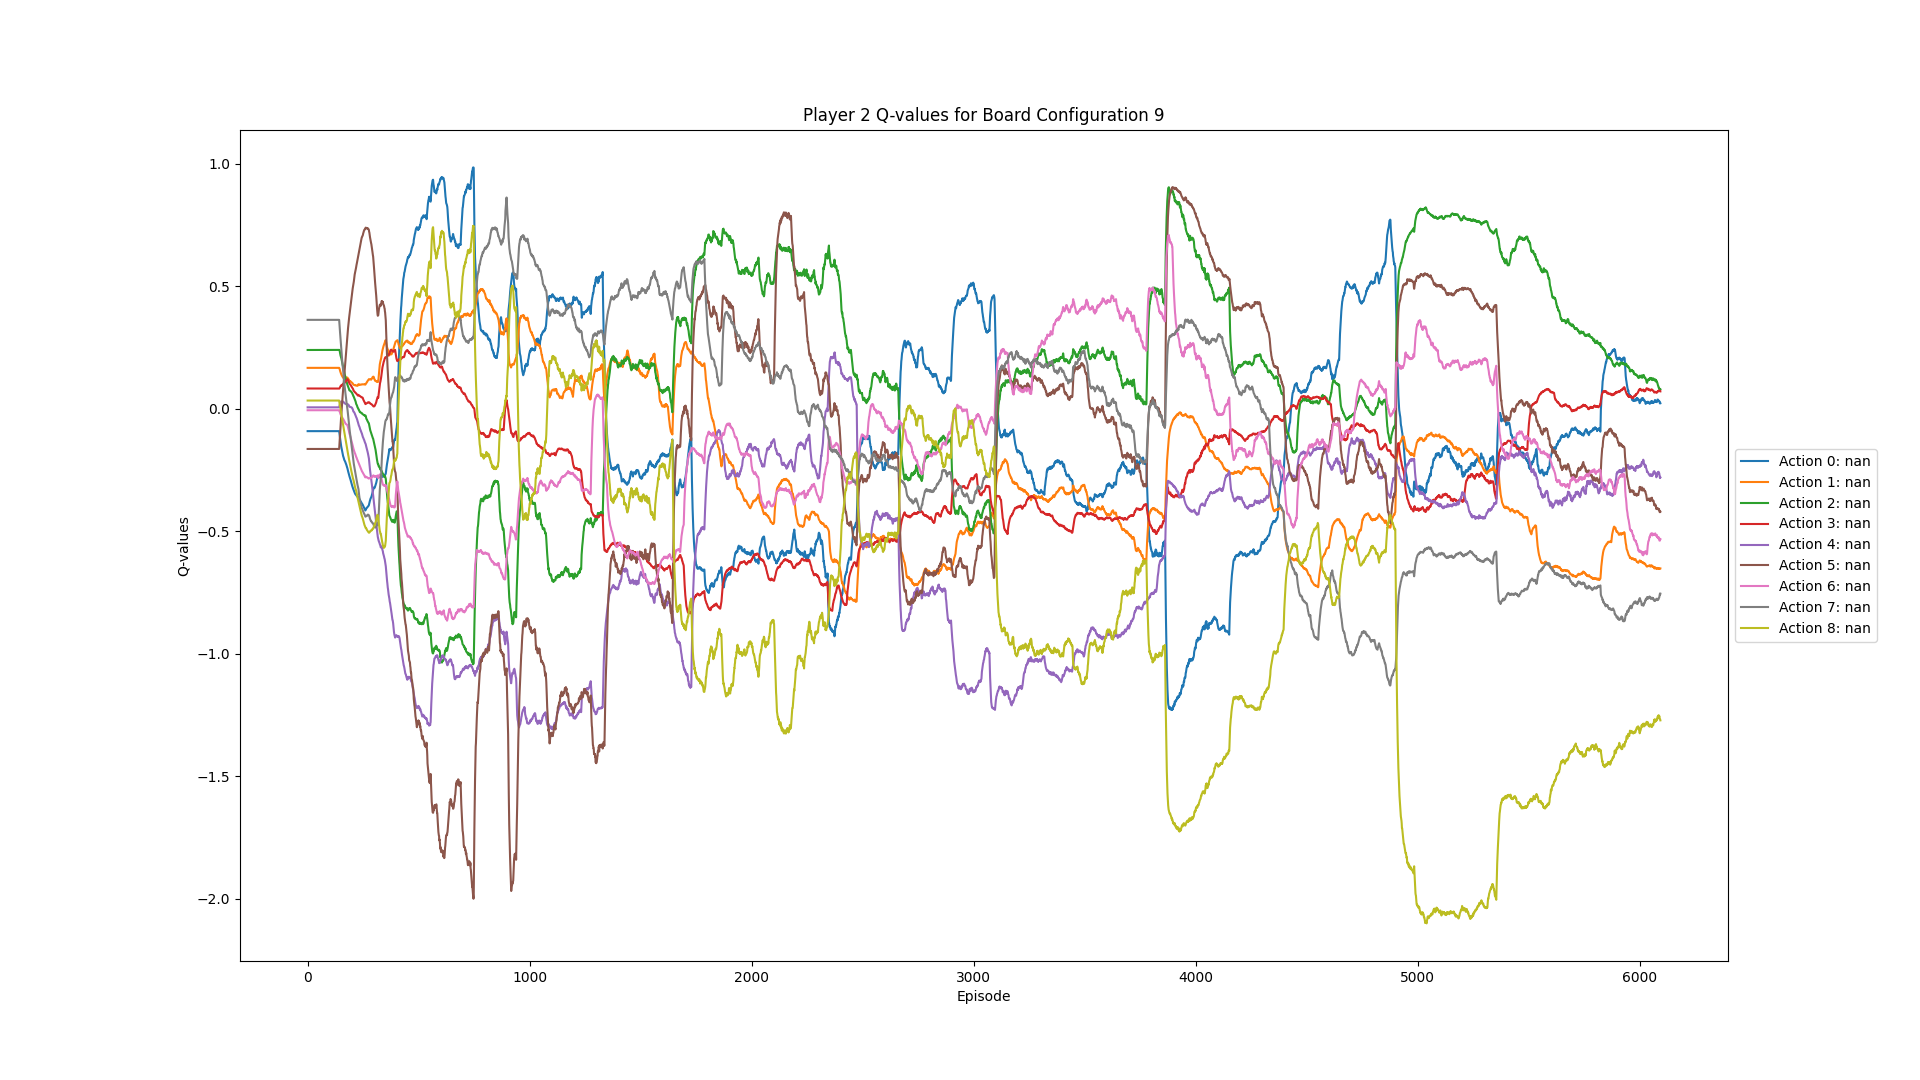 Player 2 Q-values for Board Configuration 9
1.0
0.5
0.0
−0.5
−1.0
−1.5
−2.0
Q-values
0 1000 2000 3000 4000 5000 6000
Episode
Action 0: nan
Action 1: nan
Action 2: nan
Action 3: nan
Action 4: nan
Action 5: nan
Action 6: nan
Action 7: nan
Action 8: nan